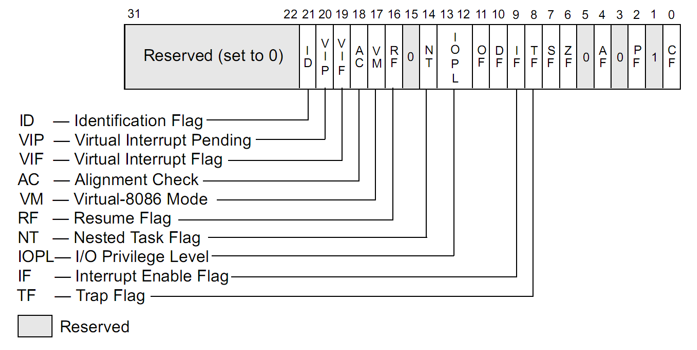 31 22 21 20 19 18 17 16 15 14 13 12 11 10 9 8 7 6 5 4 3 2 1 0
Reserved (set to 0) ID VIP VIF AC VM RF 0 NT IOPL OF DF IF TF SF ZF 0 AF 0 PF 1 CF
ID — Identification Flag
VIP — Virtual Interrupt Pending
VIF — Virtual Interrupt Flag
AC — Alignment Check
VM — Virtual-8086 Mode
RF — Resume Flag
NT — Nested Task Flag
IOPL — I/O Privilege Level
IF — Interrupt Enable Flag
TF — Trap Flag
Reserved